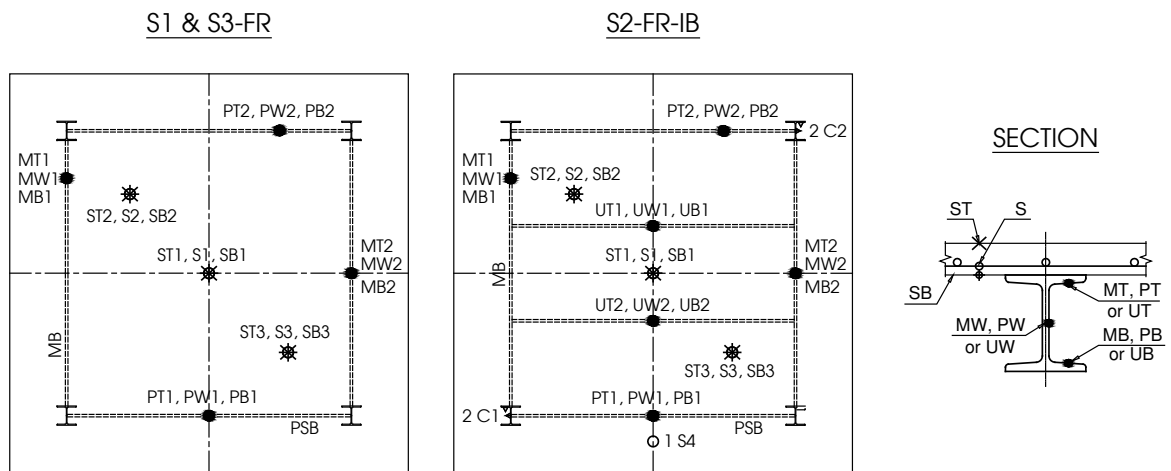 S1 & S3-FR
PT2, PW2, PB2
MT1
MW1
MB1
ST2, S2, SB2
ST1, S1, SB1
MT2
MW2
MB2
MB
ST3, S3, SB3
PT1, PW1, PB1
PSB
S2-FR-IB
PT2, PW2, PB2
2 C2
MT1
MW1
MB1
ST2, S2, SB2
UT1, UW1, UB1
ST1, S1, SB1
MT2
MW2
MB2
MB
UT2, UW2, UB2
ST3, S3, SB3
PT1, PW1, PB1
2 C1
PSB
1 S4
SECTION
ST
S
SB
MT, PT
or UT
MW, PW
or UW
MB, PB
or UB